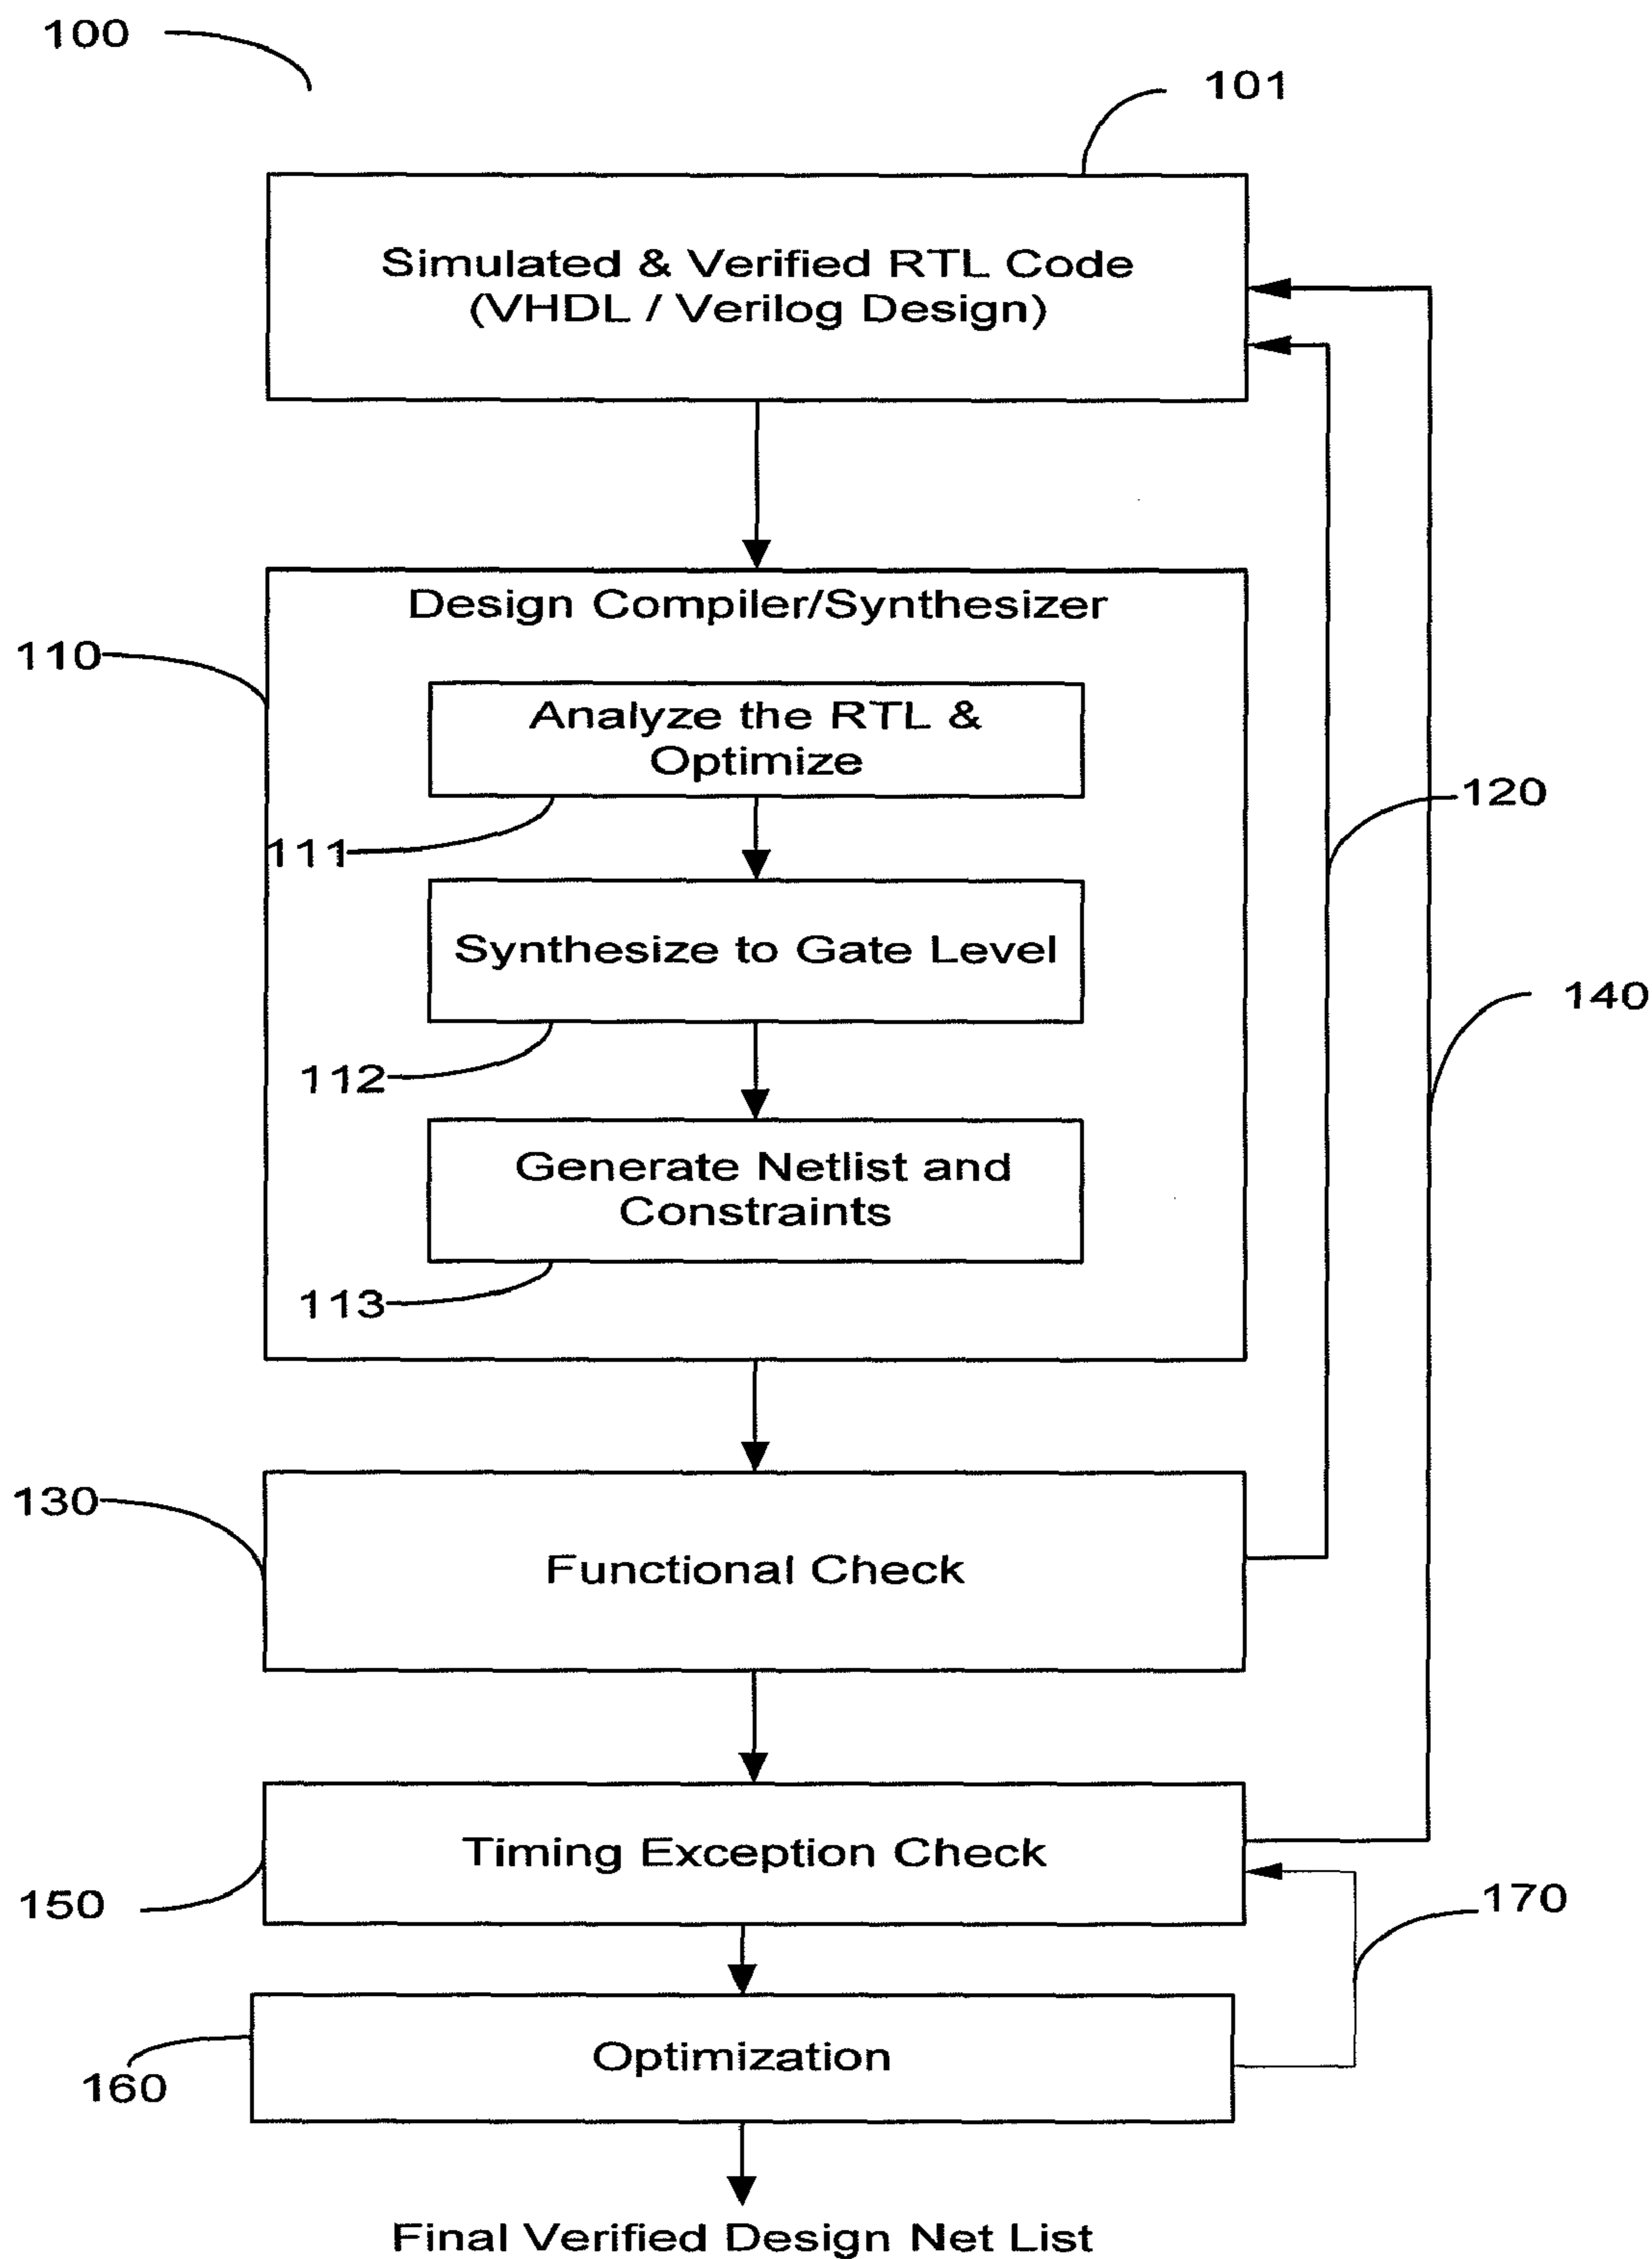 100
101
Simulated & Verified RTL Code
(VHDL / Verilog Design)
Design Compiler/Synthesizer
110
Analyze the RTL &
Optimize
120
111
Synthesize to Gate Level
140
112
Generate Netlist and
Constraints
113
130
Functional Check
Timing Exception Check
150
170
Optimization
160
Final Verified Design Net List